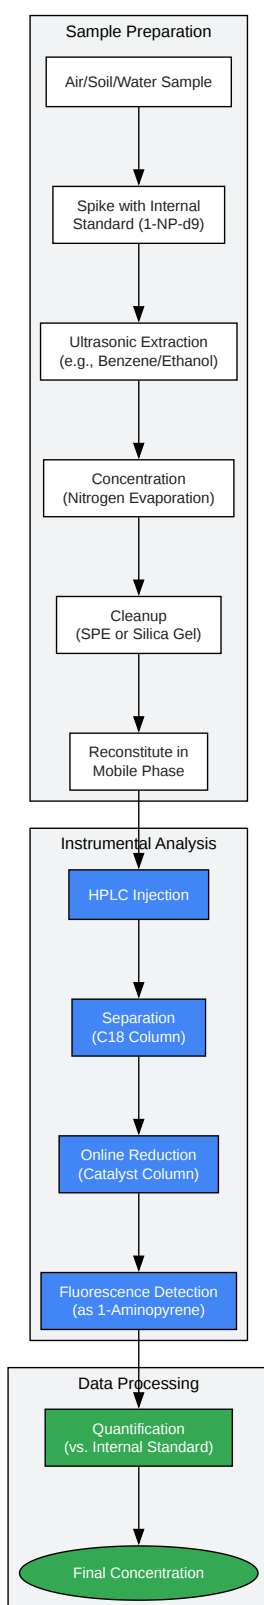 Sample Preparation
Air/Soil/Water Sample
Spike with Internal
Standard (1-NP-d9)
Ultrasonic Extraction
(e.g., Benzene/Ethanol)
Concentration
(Nitrogen Evaporation)
Cleanup
(SPE or Silica Gel)
Reconstitute in
Mobile Phase
Instrumental Analysis
HPLC Injection
Separation
(C18 Column)
Online Reduction
(Catalyst Column)
Fluorescence Detection
(as 1-Aminopyrene)
Data Processing
Quantification
(vs. Internal Standard)
Final Concentration